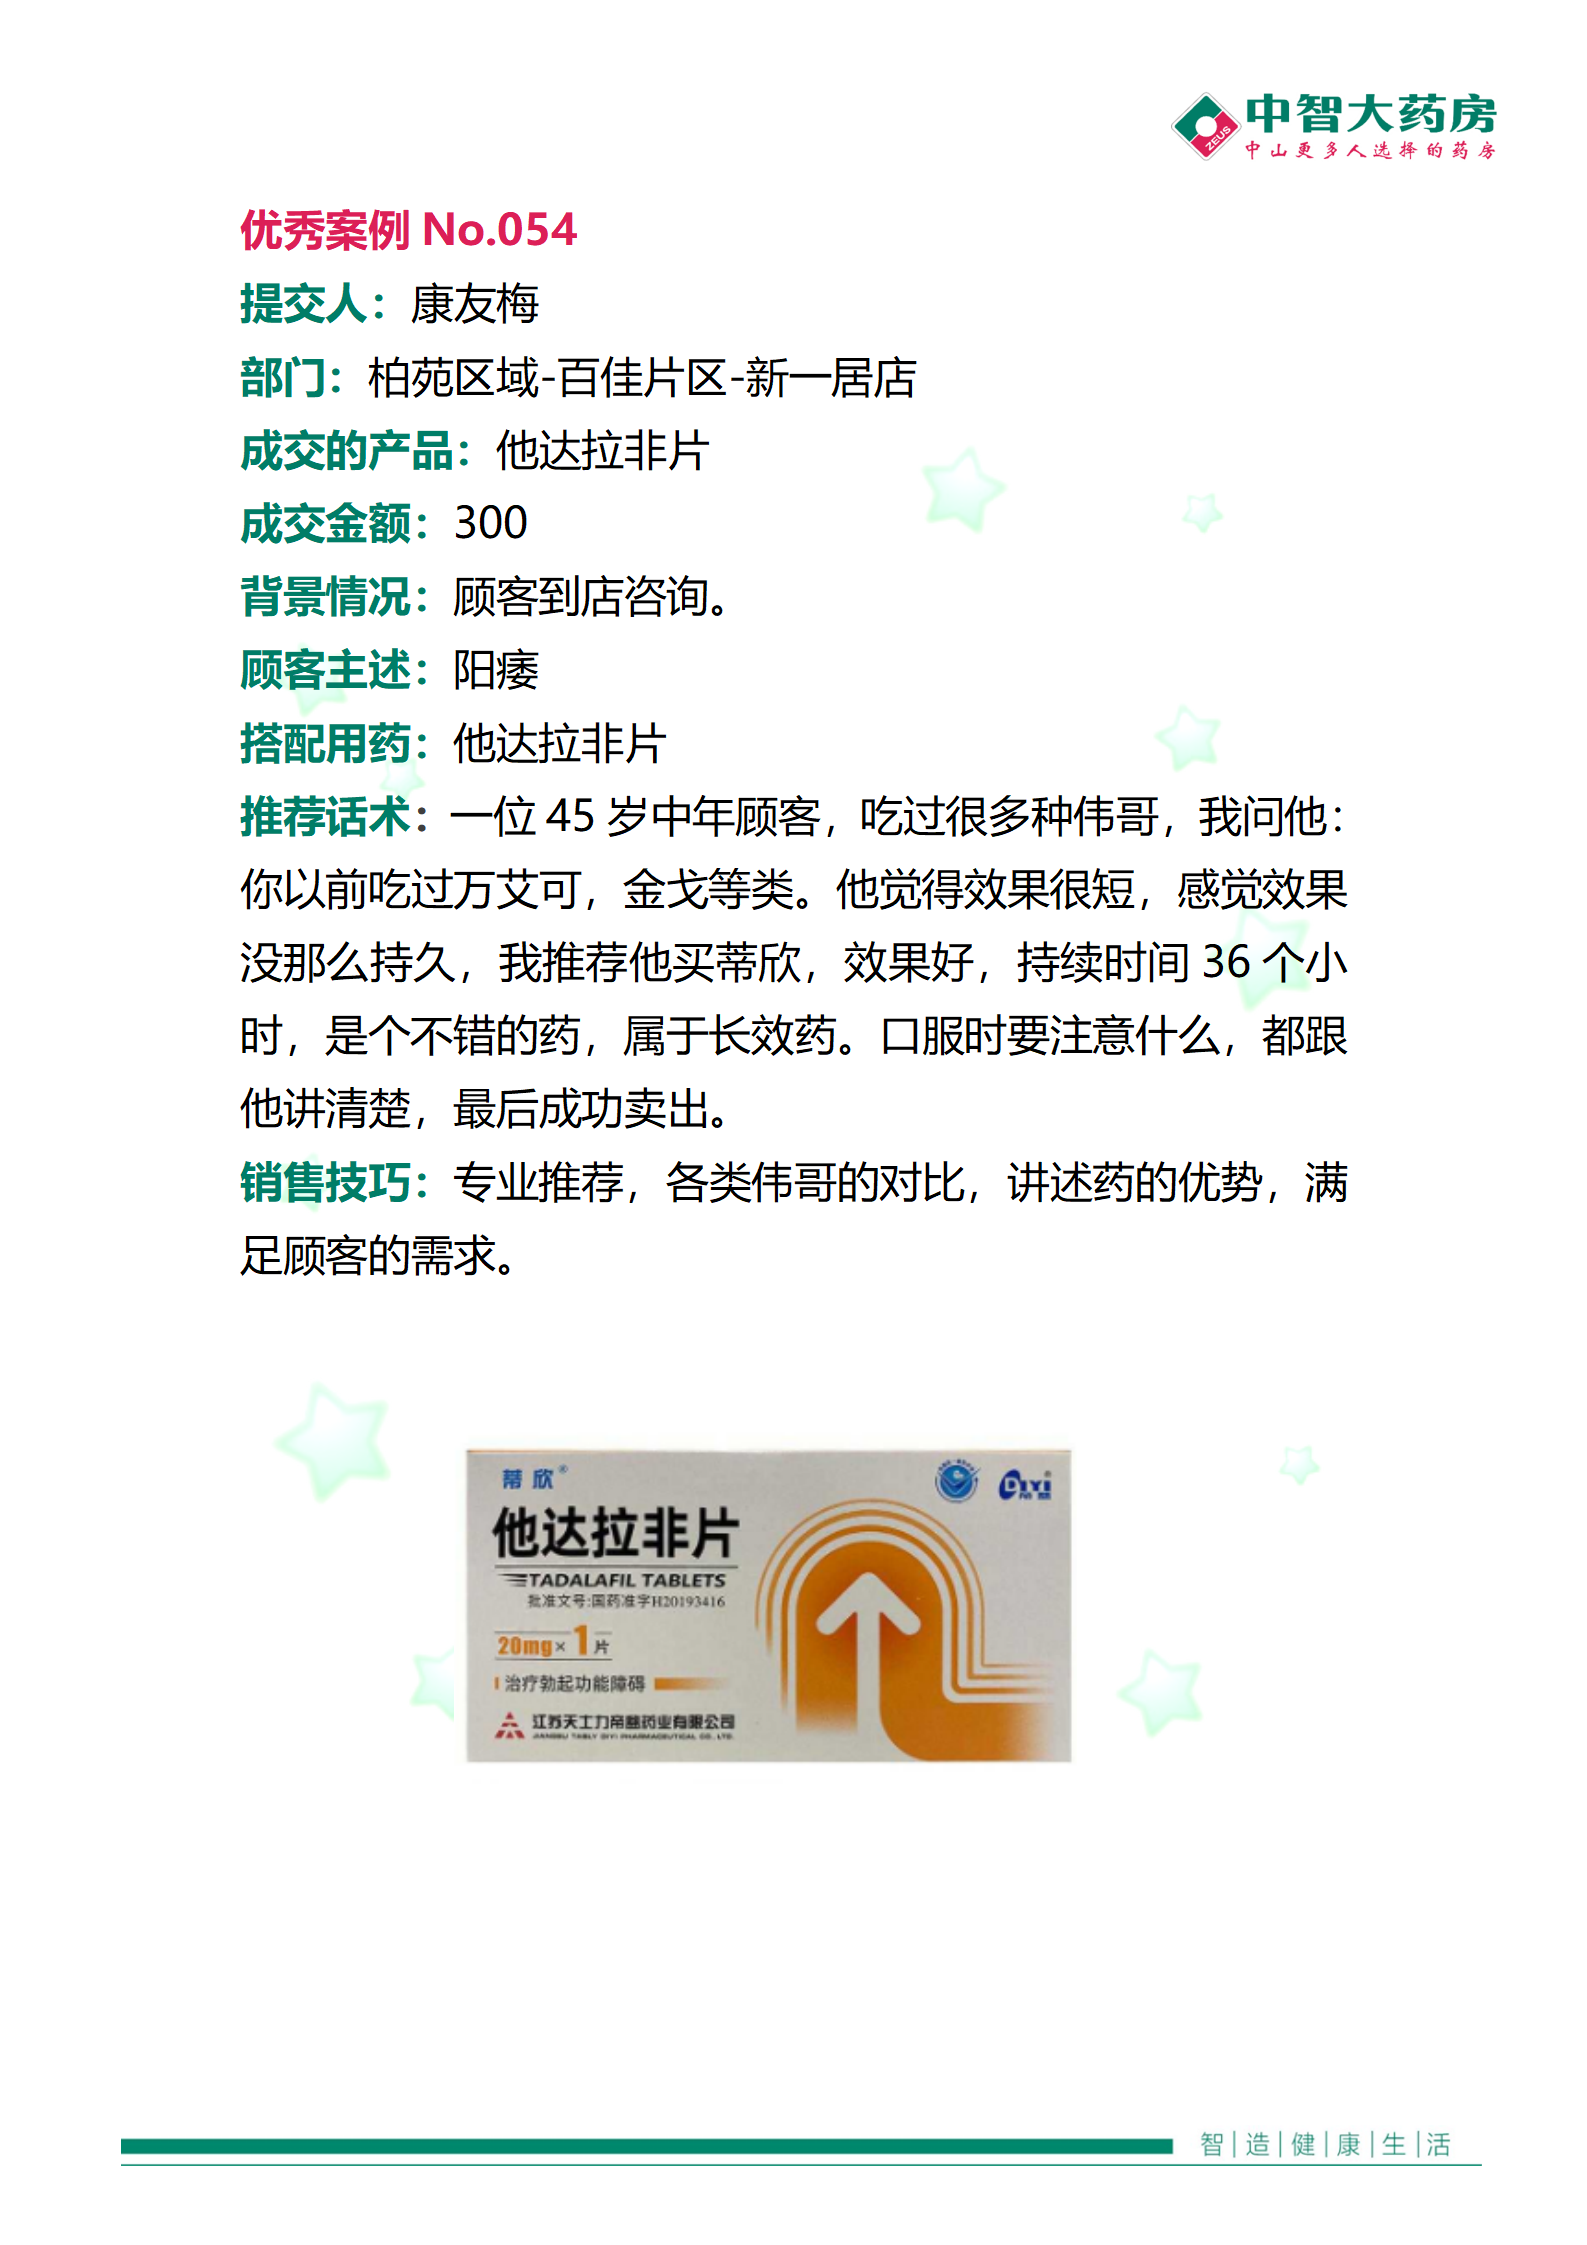 中智大药房
ZEUS
中山更多人选择的药房
优秀案例 No.054
提交人：康友梅
部门：柏苑区域-百佳片区-新一居店
成交的产品：他达拉非片
成交金额：300
背景情况：顾客到店咨询。
顾客主述：阳痿
搭配用药：他达拉非片
推荐话术：一位 45 岁中年顾客，吃过很多种伟哥，我问他：
你以前吃过万艾可，金戈等类。他觉得效果很短，感觉效果
没那么持久，我推荐他买蒂欣，效果好，持续时间 36 个小
时，是个不错的药，属于长效药。口服时要注意什么，都跟
他讲清楚，最后成功卖出。
销售技巧：专业推荐，各类伟哥的对比，讲述药的优势，满
足顾客的需求。
蒂欣®
DIYI®
他达拉非片
TADALAFIL TABLETS
批准文号:国药准字H20193416
20mg×1片
治疗勃起功能障碍
江苏天士力帝益药业有限公司
JIANGSU TASLY DIYI PHARMACEUTICAL CO., LTD.
智|造|健|康|生|活